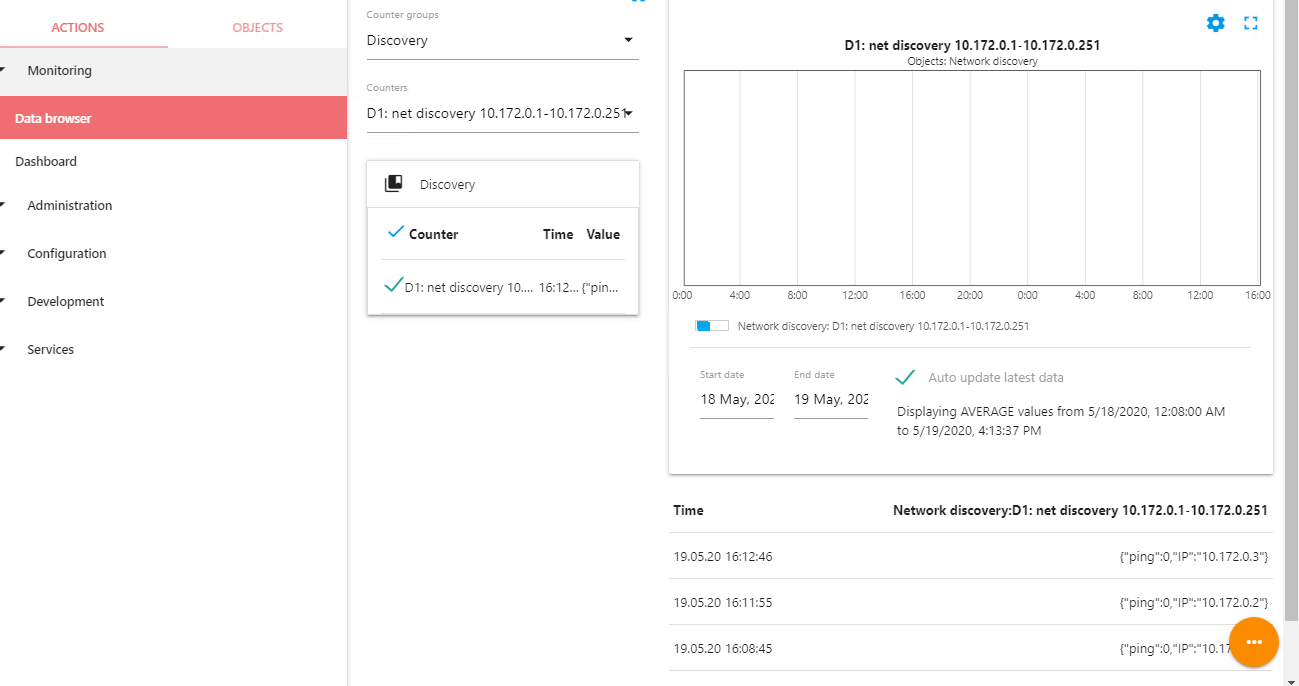 ACTIONS
OBJECTS
Monitoring
Data browser
Dashboard
Administration
Configuration
Development
Services
Counter groups
Discovery
Counters
D1: net discovery 10.172.0.1-10.172.0.251
Discovery
Counter Time Value
D1: net discovery 10.... 16:12... {"pin...
D1: net discovery 10.172.0.1-10.172.0.251
Objects: Network discovery
0:00 4:00 8:00 12:00 16:00 20:00 0:00 4:00 8:00 12:00 16:00
Network discovery: D1: net discovery 10.172.0.1-10.172.0.251
Start date
18 May, 202
End date
19 May, 202
Auto update latest data
Displaying AVERAGE values from 5/18/2020, 12:08:00 AM
to 5/19/2020, 4:13:37 PM
Time Network discovery:D1: net discovery 10.172.0.1-10.172.0.251
19.05.20 16:12:46 {"ping":0,"IP":"10.172.0.3"}
19.05.20 16:11:55 {"ping":0,"IP":"10.172.0.2"}
19.05.20 16:08:45 {"ping":0,"IP":"10.17